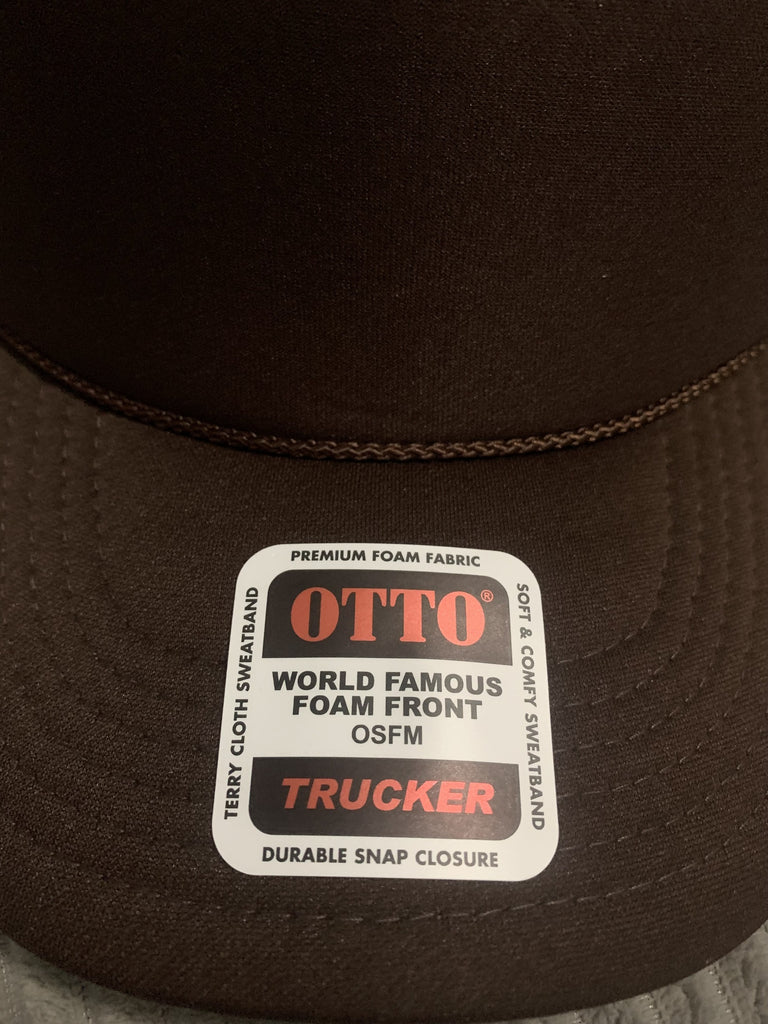 PREMIUM FOAM FABRIC
OTTO®
WORLD FAMOUS
FOAM FRONT
OSFM
TRUCKER
DURABLE SNAP CLOSURE
TERRY CLOTH SWEATBAND
SOFT & COMFY SWEATBAND